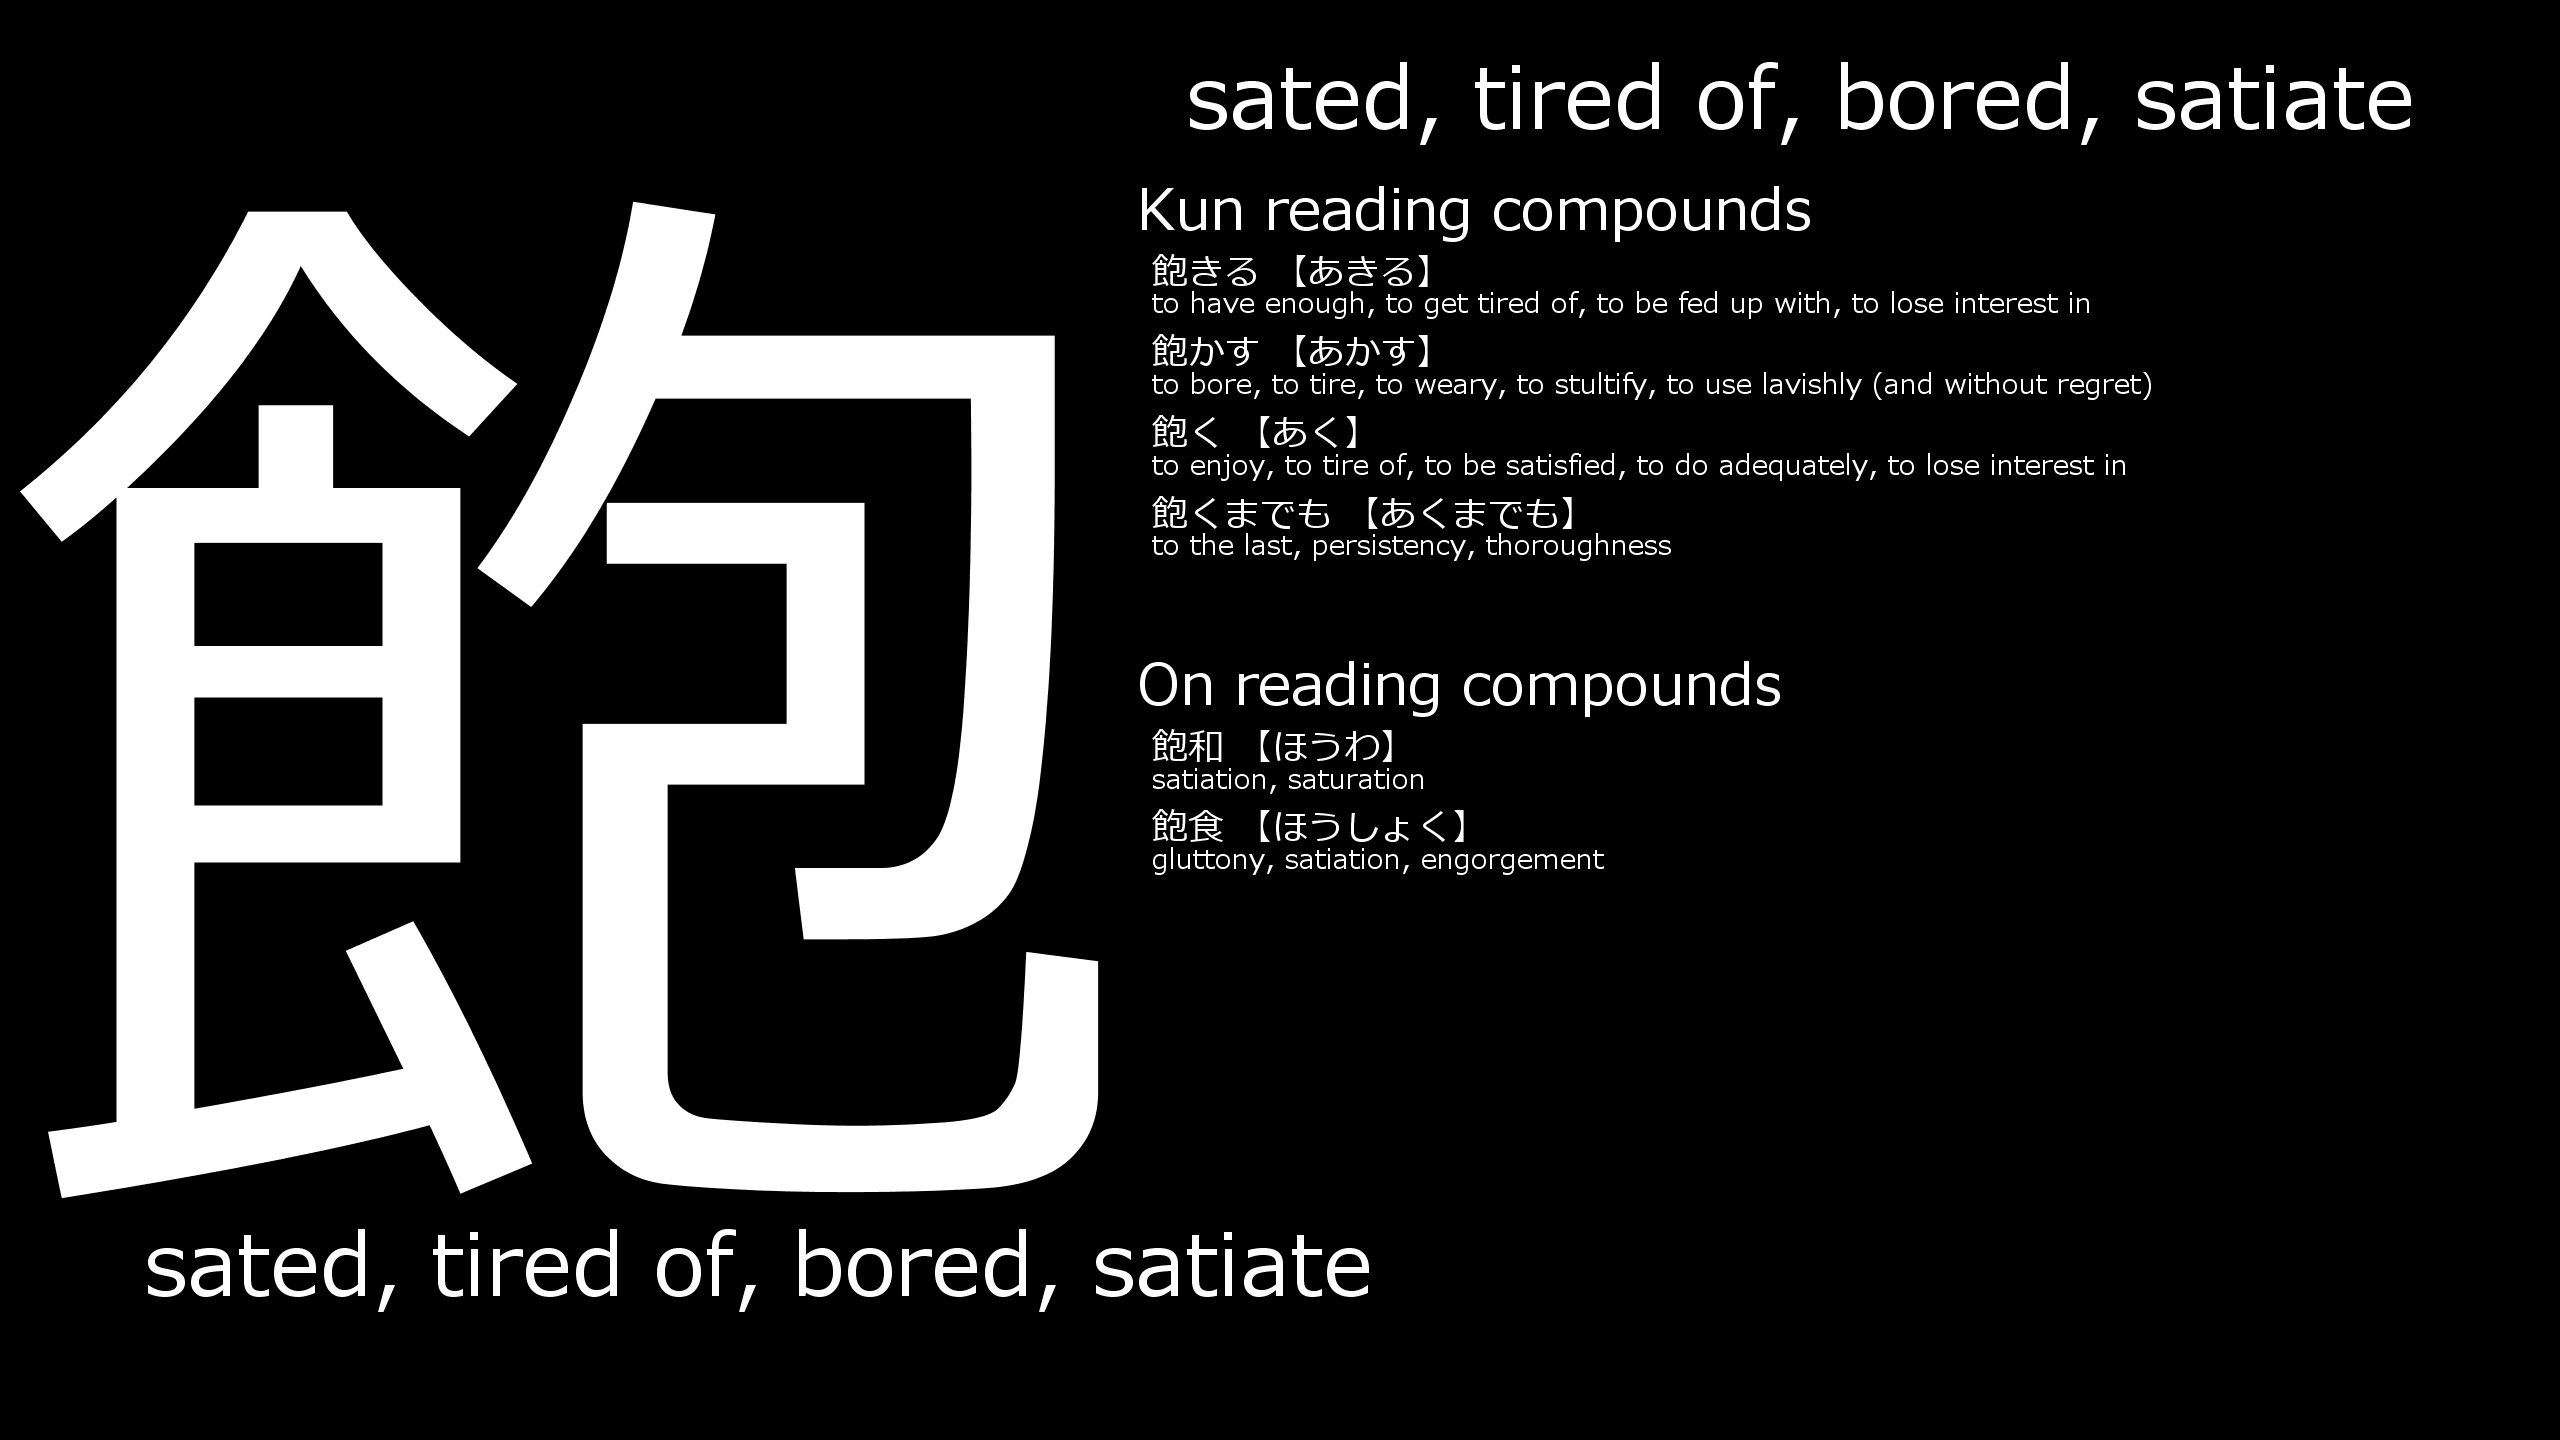 飽
sated, tired of, bored, satiate
sated, tired of, bored, satiate
Kun reading compounds
飽きる 【あきる】
to have enough, to get tired of, to be fed up with, to lose interest in
飽かす 【あかす】
to bore, to tire, to weary, to stultify, to use lavishly (and without regret)
飽く 【あく】
to enjoy, to tire of, to be satisfied, to do adequately, to lose interest in
飽くまでも 【あくまでも】
to the last, persistency, thoroughness
On reading compounds
飽和 【ほうわ】
satiation, saturation
飽食 【ほうしょく】
gluttony, satiation, engorgement